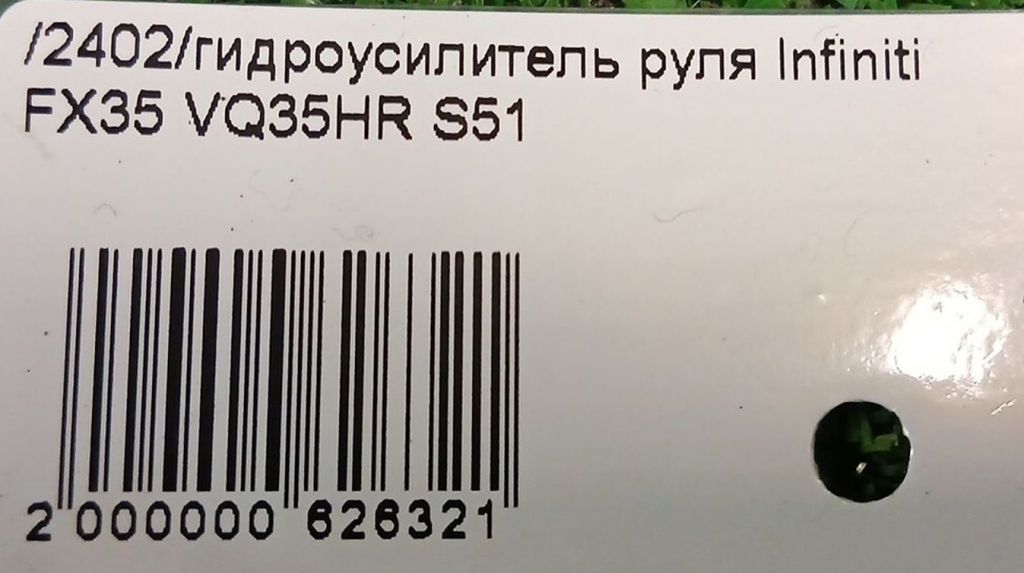 /2402/гидроусилитель руля Infiniti
FX35 VQ35HR S51
2 000000 626321